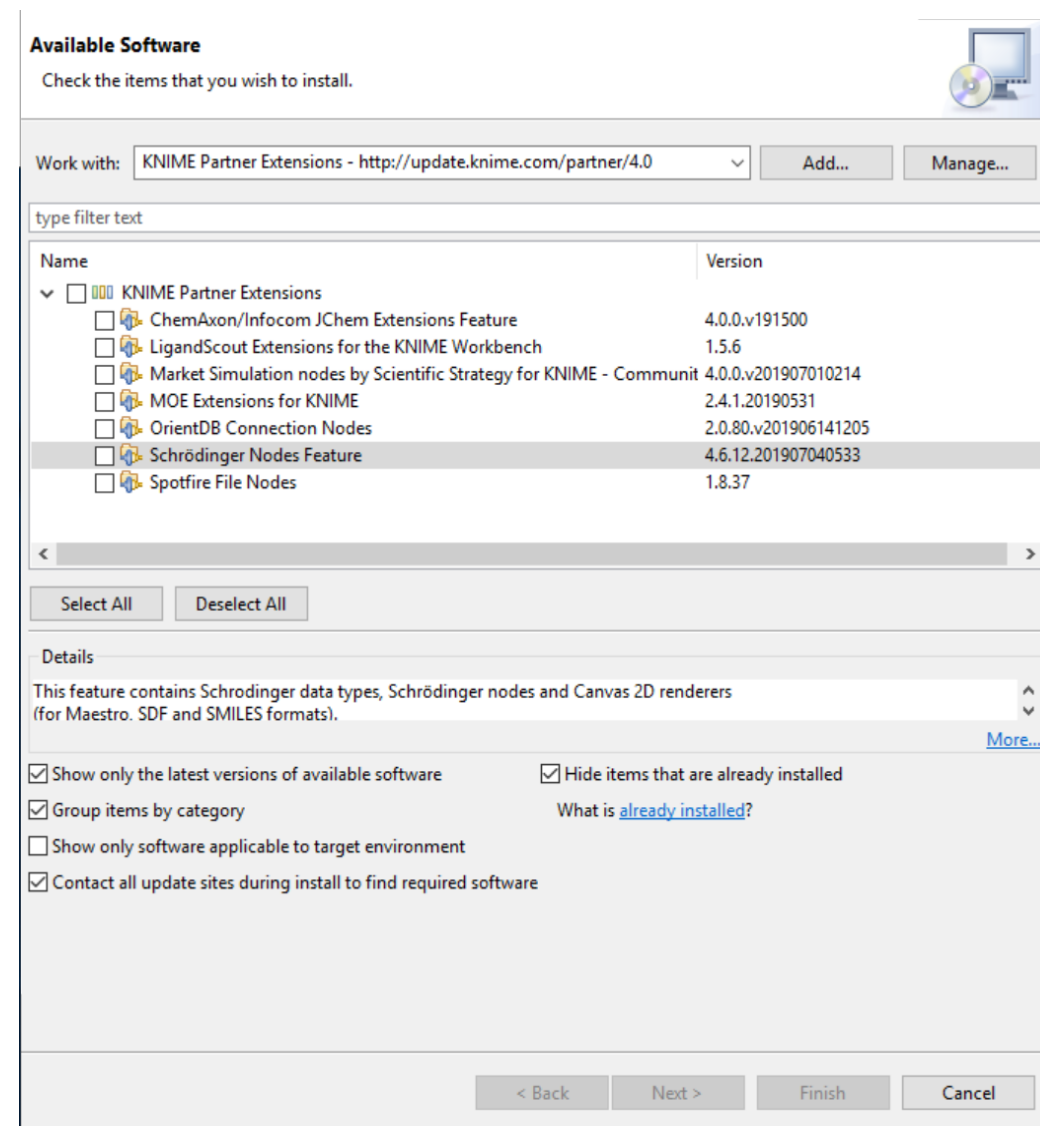 Available Software
Check the items that you wish to install.
Work with: KNIME Partner Extensions - http://update.knime.com/partner/4.0 Add... Manage...
type filter text
Name Version
KNIME Partner Extensions
ChemAxon/Infocom JChem Extensions Feature 4.0.0.v191500
LigandScout Extensions for the KNIME Workbench 1.5.6
Market Simulation nodes by Scientific Strategy for KNIME - Communit 4.0.0.v201907010214
MOE Extensions for KNIME 2.4.1.20190531
OrientDB Connection Nodes 2.0.80.v201906141205
Schrödinger Nodes Feature 4.6.12.201907040533
Spotfire File Nodes 1.8.37
Select All Deselect All
Details
This feature contains Schrodinger data types, Schrödinger nodes and Canvas 2D renderers
(for Maestro, SDF and SMILES formats).
More...
Show only the latest versions of available software Hide items that are already installed
Group items by category What is already installed?
Show only software applicable to target environment
Contact all update sites during install to find required software
< Back Next > Finish Cancel